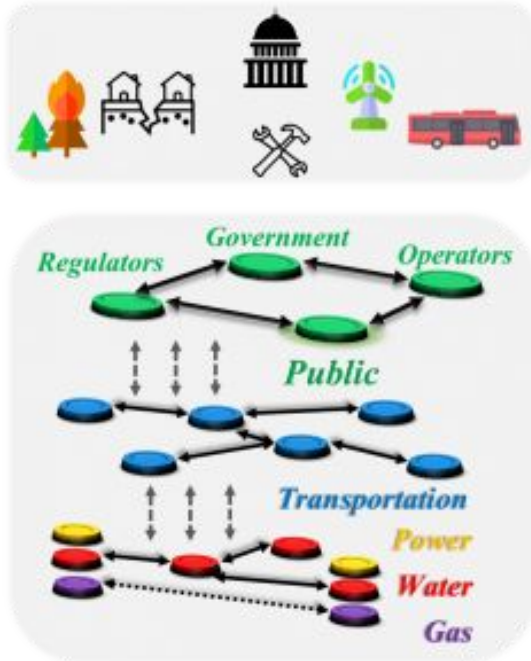 Government
Regulators
Operators
Public
Transportation
Power
Water
Gas